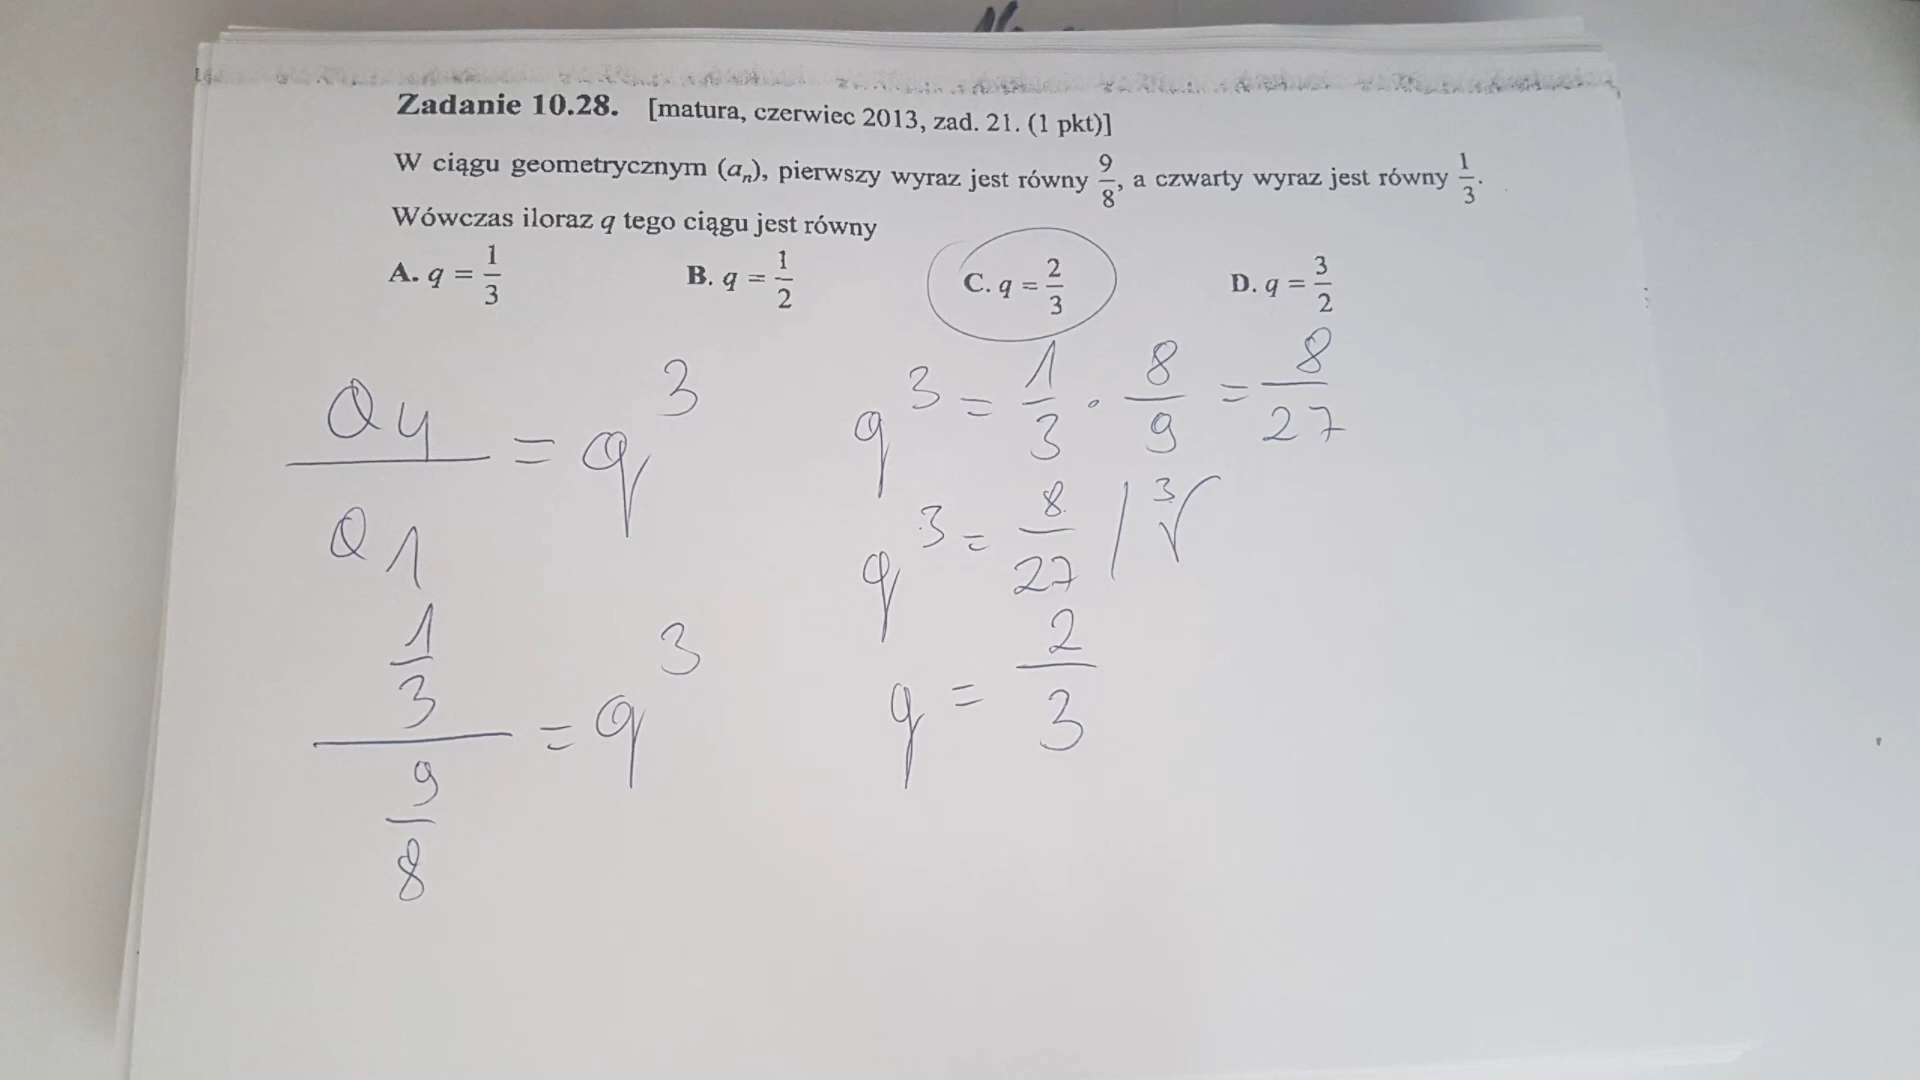 Zadanie 10.28. [matura, czerwiec 2013, zad. 21. (1 pkt)]
W ciągu geometrycznym (aₙ), pierwszy wyraz jest równy 9/8, a czwarty wyraz jest równy 1/3.
Wówczas iloraz q tego ciągu jest równy
A. q = 1/3 B. q = 1/2 C. q = 2/3 D. q = 3/2
a4/a1 = q³
(1/3)/(9/8) = q³
q³ = 1/3 · 8/9 = 8/27
q³ = 8/27 / ³√
q = 2/3